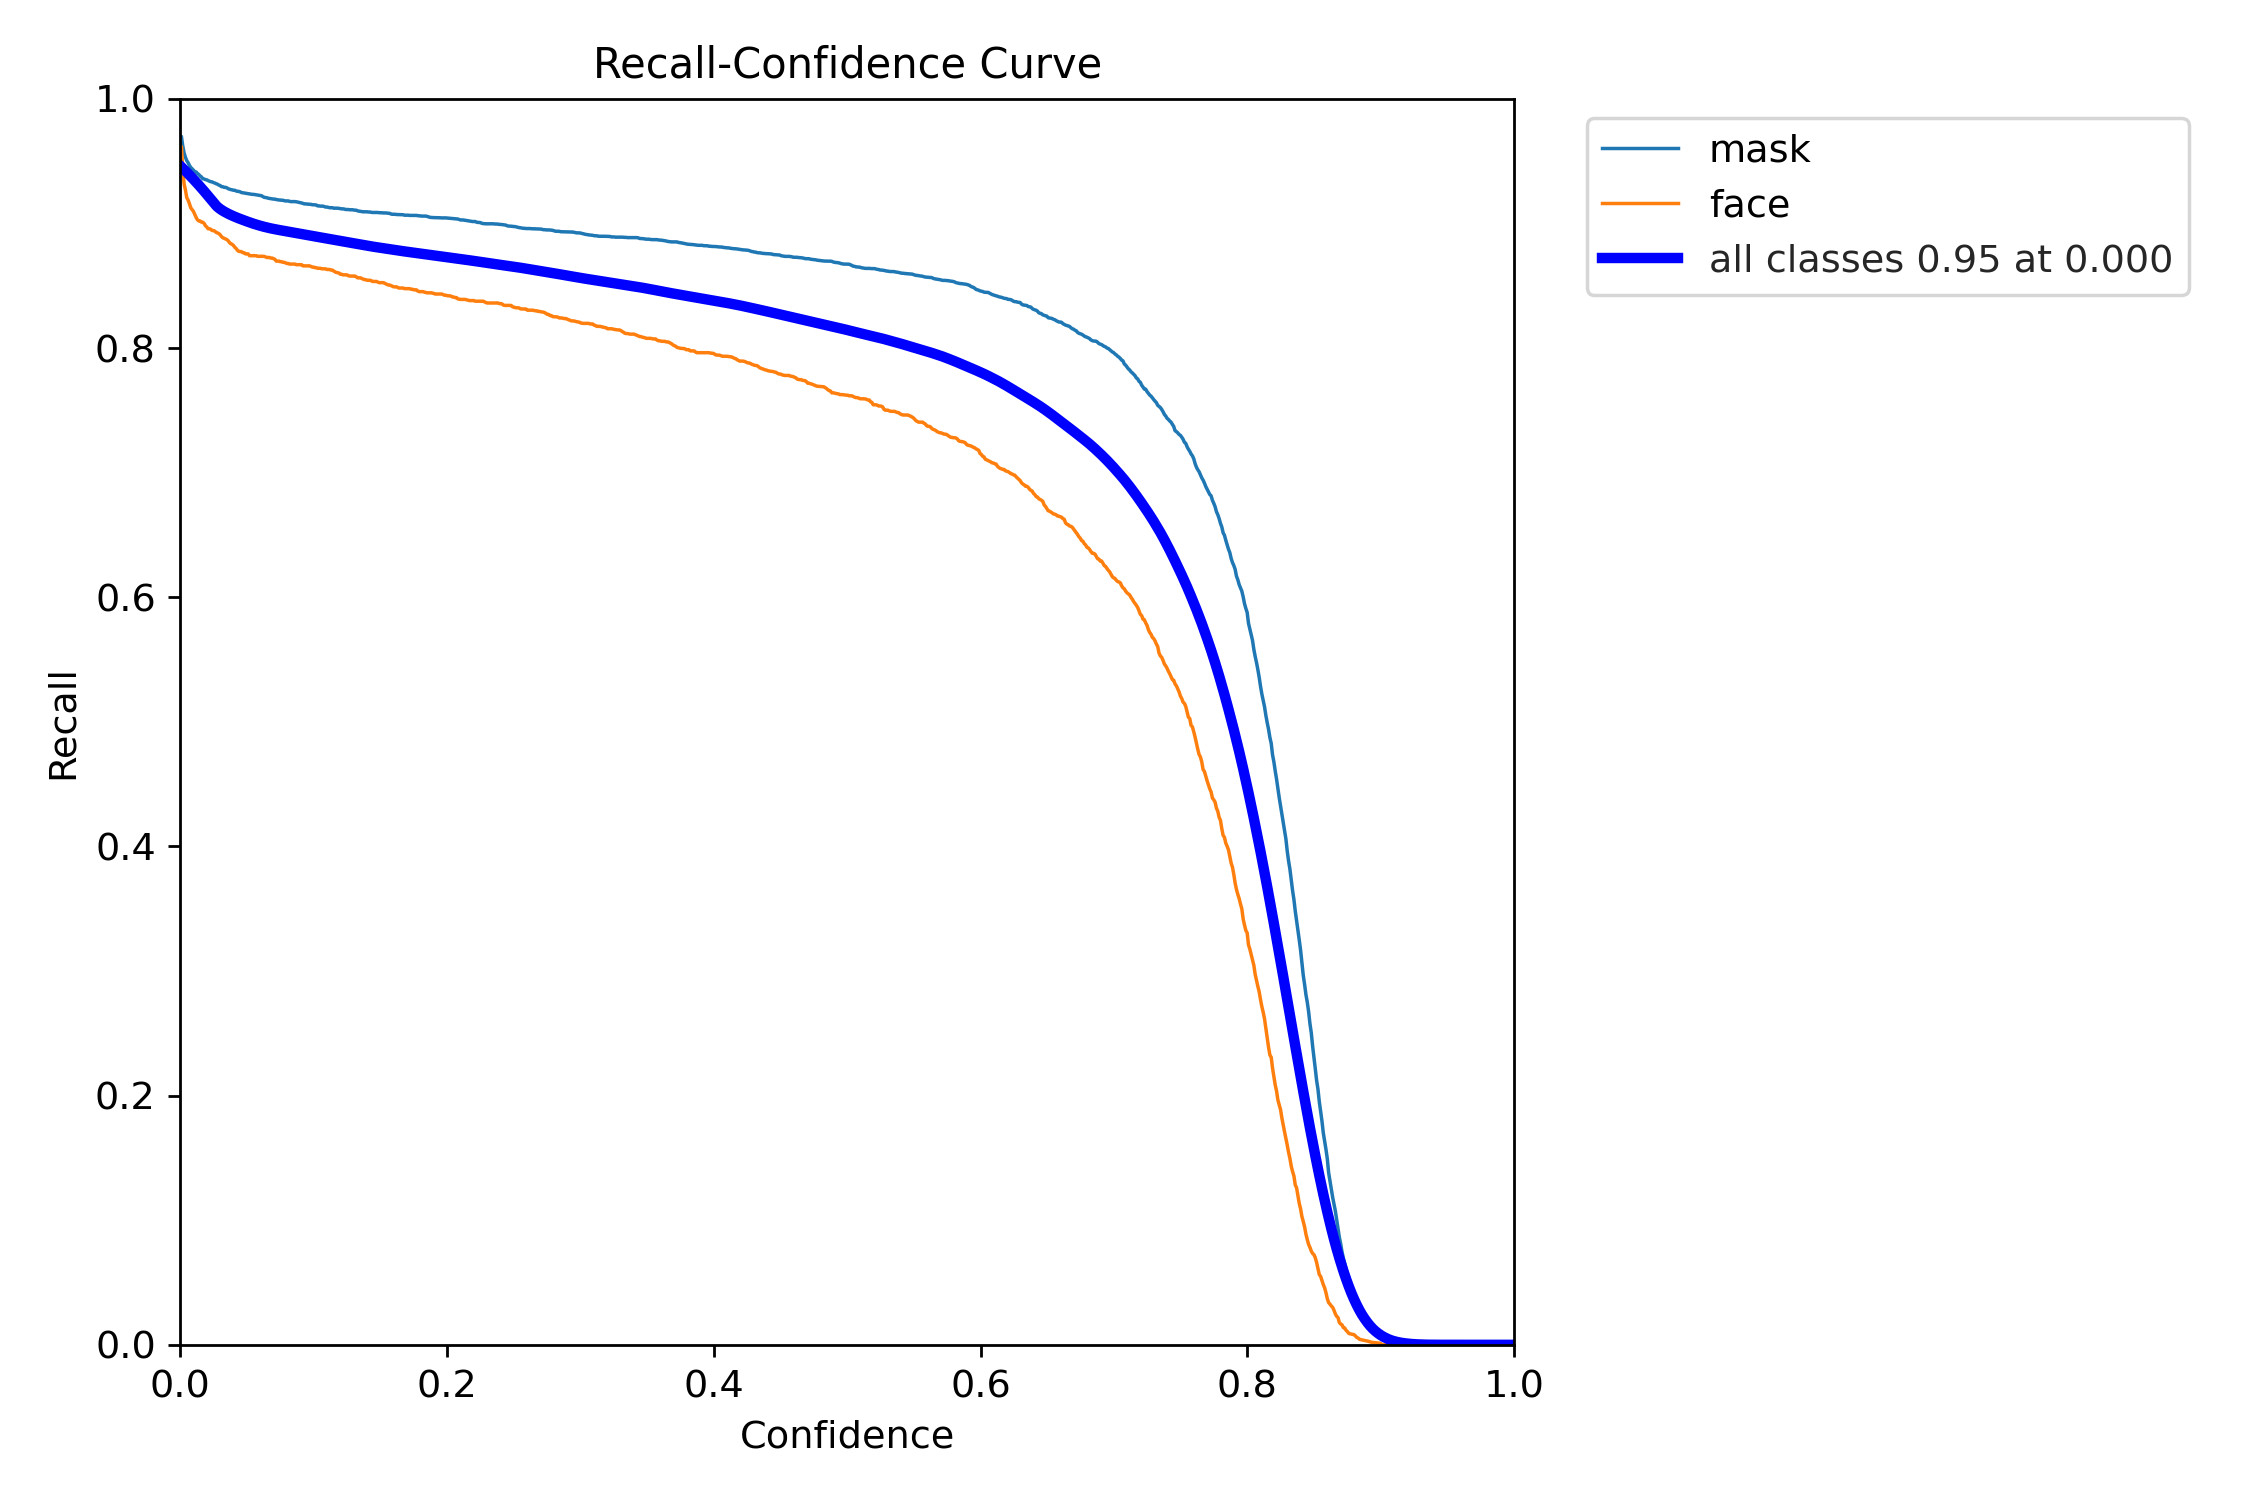 Recall-Confidence Curve
1.0
0.8
0.6
0.4
0.2
0.0
Recall
0.0 0.2 0.4 0.6 0.8 1.0
Confidence
mask
face
all classes 0.95 at 0.000